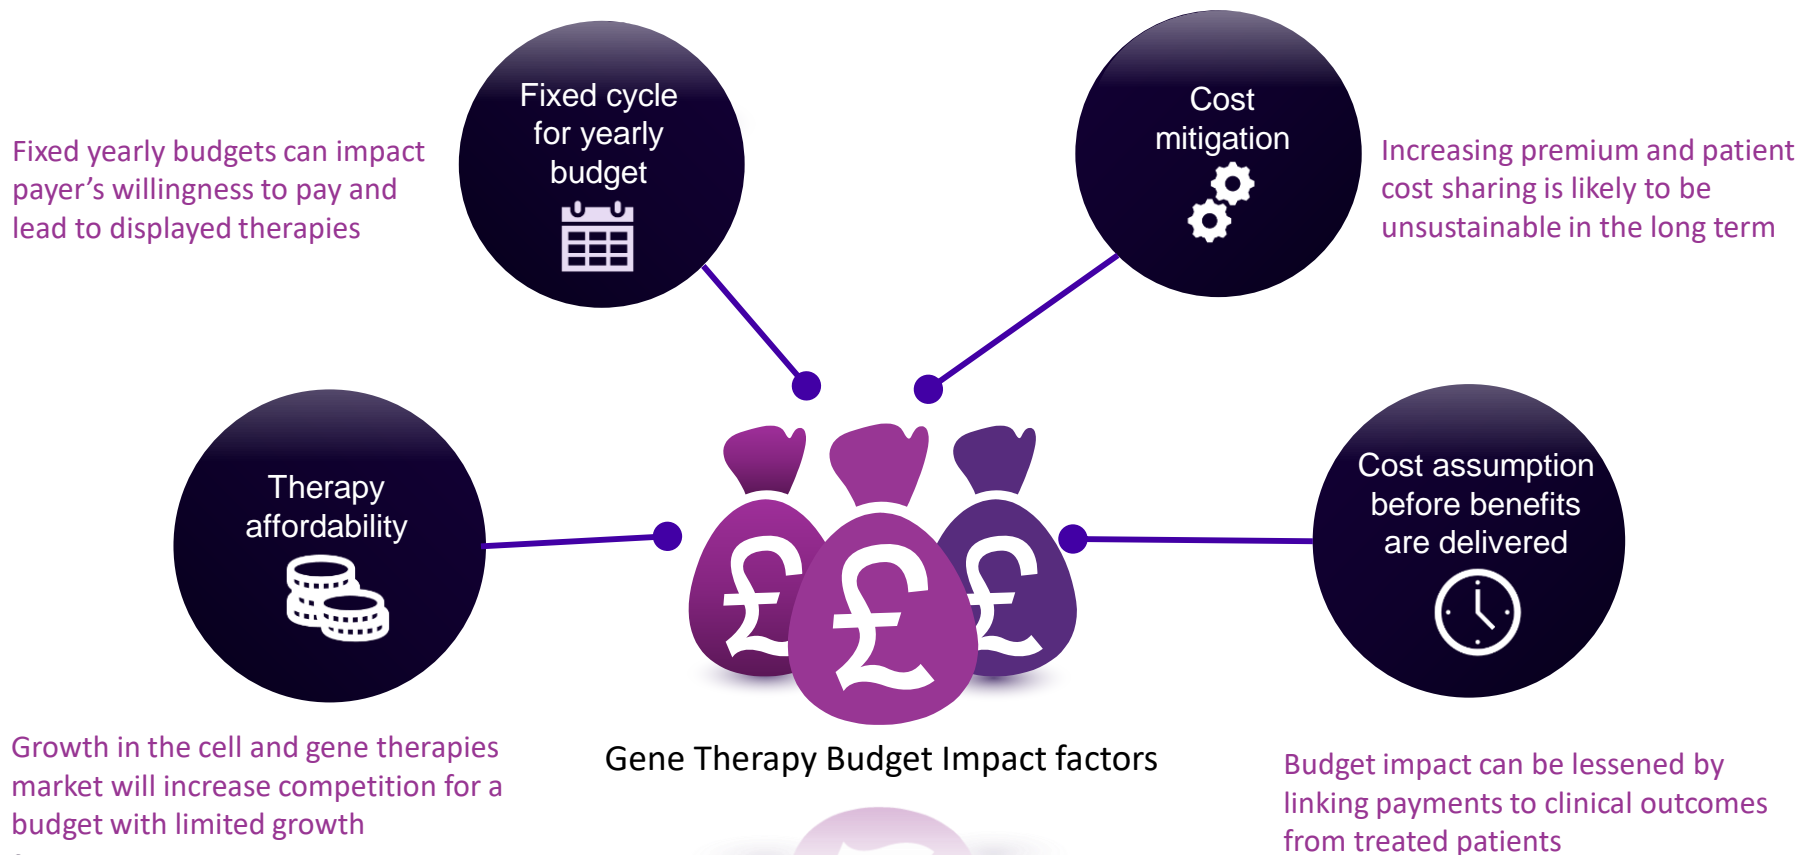 Fixed cycle
for yearly
budget
Cost
mitigation
Fixed yearly budgets can impact
payer’s willingness to pay and
lead to displayed therapies
Increasing premium and patient
cost sharing is likely to be
unsustainable in the long term
Therapy
affordability
Cost assumption
before benefits
are delivered
£ £ £
Growth in the cell and gene therapies
market will increase competition for a
budget with limited growth
Gene Therapy Budget Impact factors
Budget impact can be lessened by
linking payments to clinical outcomes
from treated patients